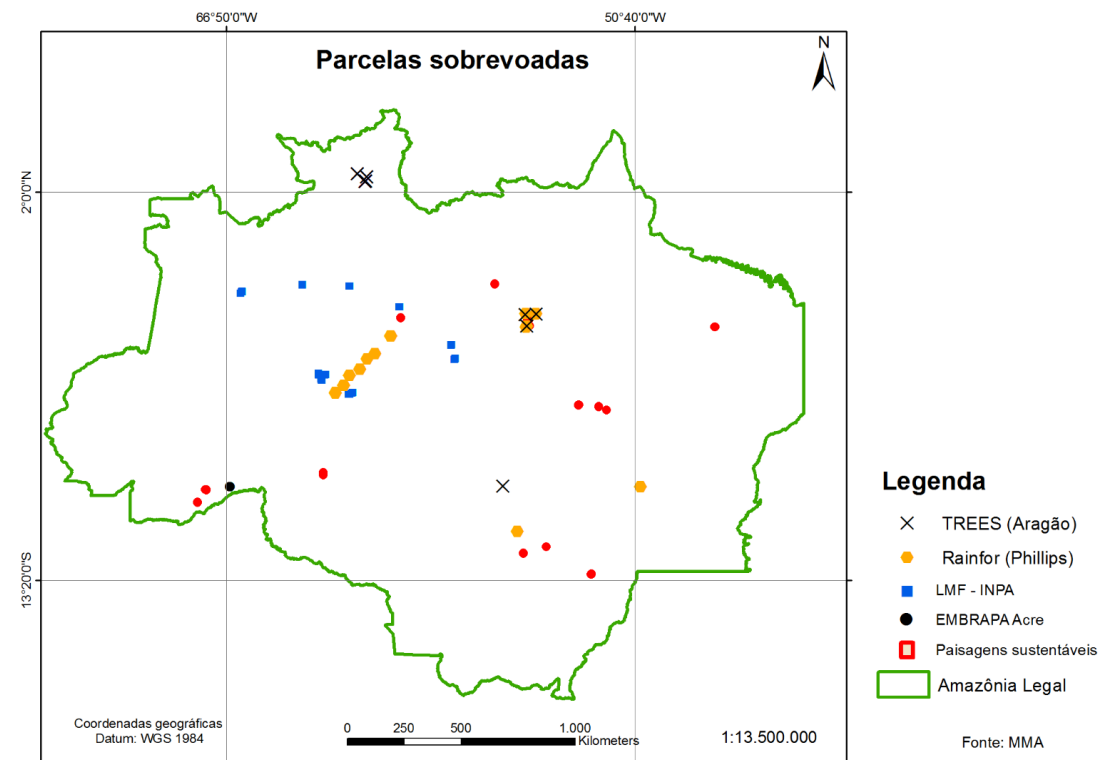 66°50'0"W
50°40'0"W
Parcelas sobrevoadas
N
2°0'0"N
13°20'0"S
Coordenadas geográficas
Datum: WGS 1984
0 250 500 1.000
Kilometers
1:13.500.000
Legenda
TREES (Aragão)
Rainfor (Phillips)
LMF - INPA
EMBRAPA Acre
Paisagens sustentáveis
Amazônia Legal
Fonte: MMA